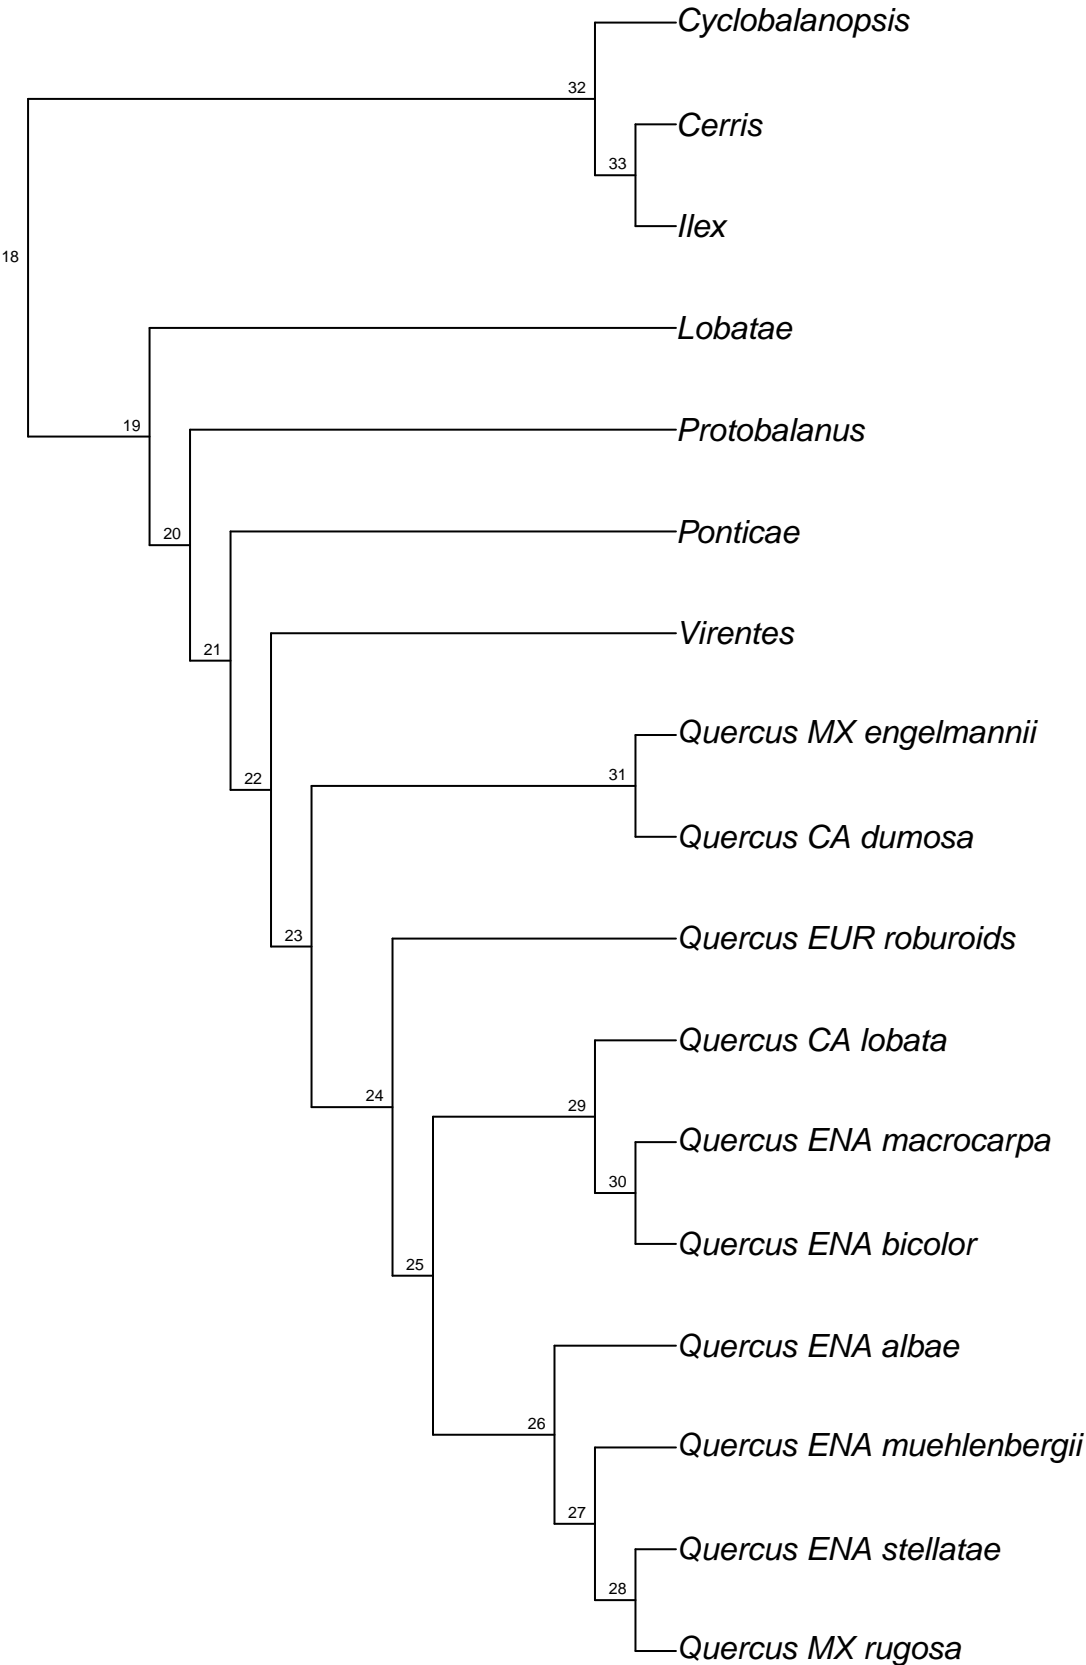 Cyclobalanopsis
32
Cerris
33
Ilex
18
Lobatae
19
Protobalanus
20
Ponticae
21
Virentes
Quercus MX engelmannii
31
22
Quercus CA dumosa
23
Quercus EUR roburoids
Quercus CA lobata
24
29
Quercus ENA macrocarpa
30
Quercus ENA bicolor
25
Quercus ENA albae
26
Quercus ENA muehlenbergii
27
Quercus ENA stellatae
28
Quercus MX rugosa